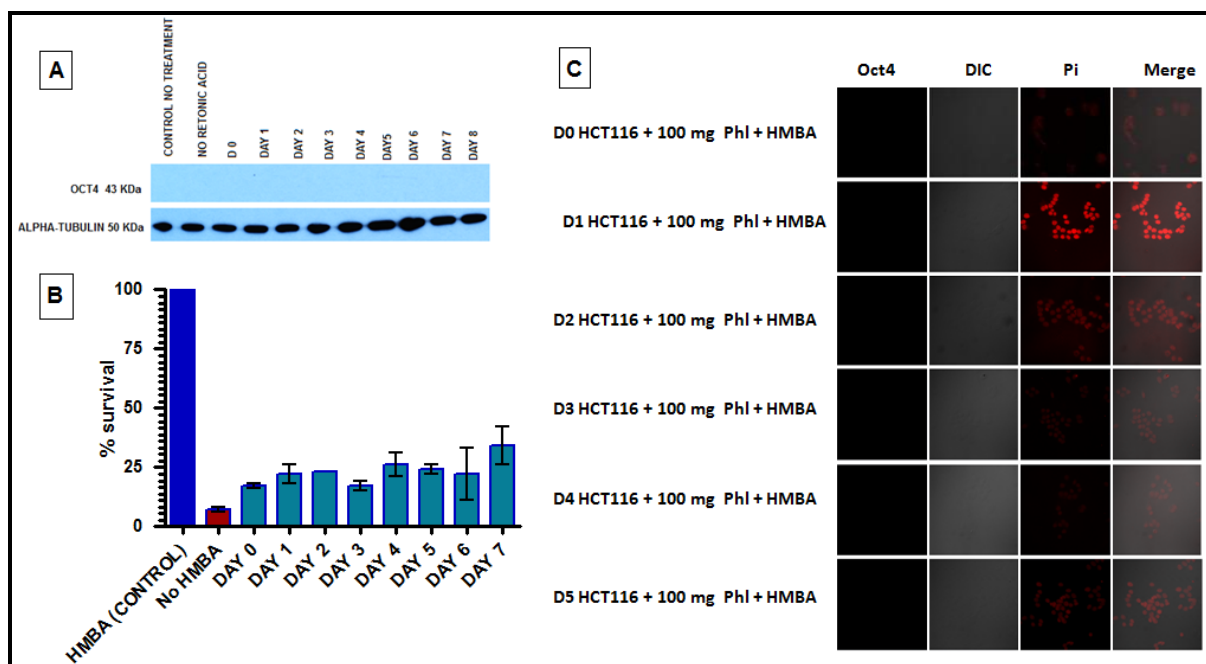 A
CONTROL NO TREATMENT
NO RETONIC ACID
D 0
DAY 1
DAY 2
DAY 3
DAY 4
DAY5
DAY 6
DAY 7
DAY 8
OCT4 43 KDa
ALPHA-TUBULIN 50 KDa
B
% survival
100
75
50
25
0
HMBA (CONTROL)
No HMBA
DAY 0
DAY 1
DAY 2
DAY 3
DAY 4
DAY 5
DAY 6
DAY 7
C
Oct4 DIC Pi Merge
D0 HCT116 + 100 mg Phl + HMBA
D1 HCT116 + 100 mg Phl + HMBA
D2 HCT116 + 100 mg Phl + HMBA
D3 HCT116 + 100 mg Phl + HMBA
D4 HCT116 + 100 mg Phl + HMBA
D5 HCT116 + 100 mg Phl + HMBA